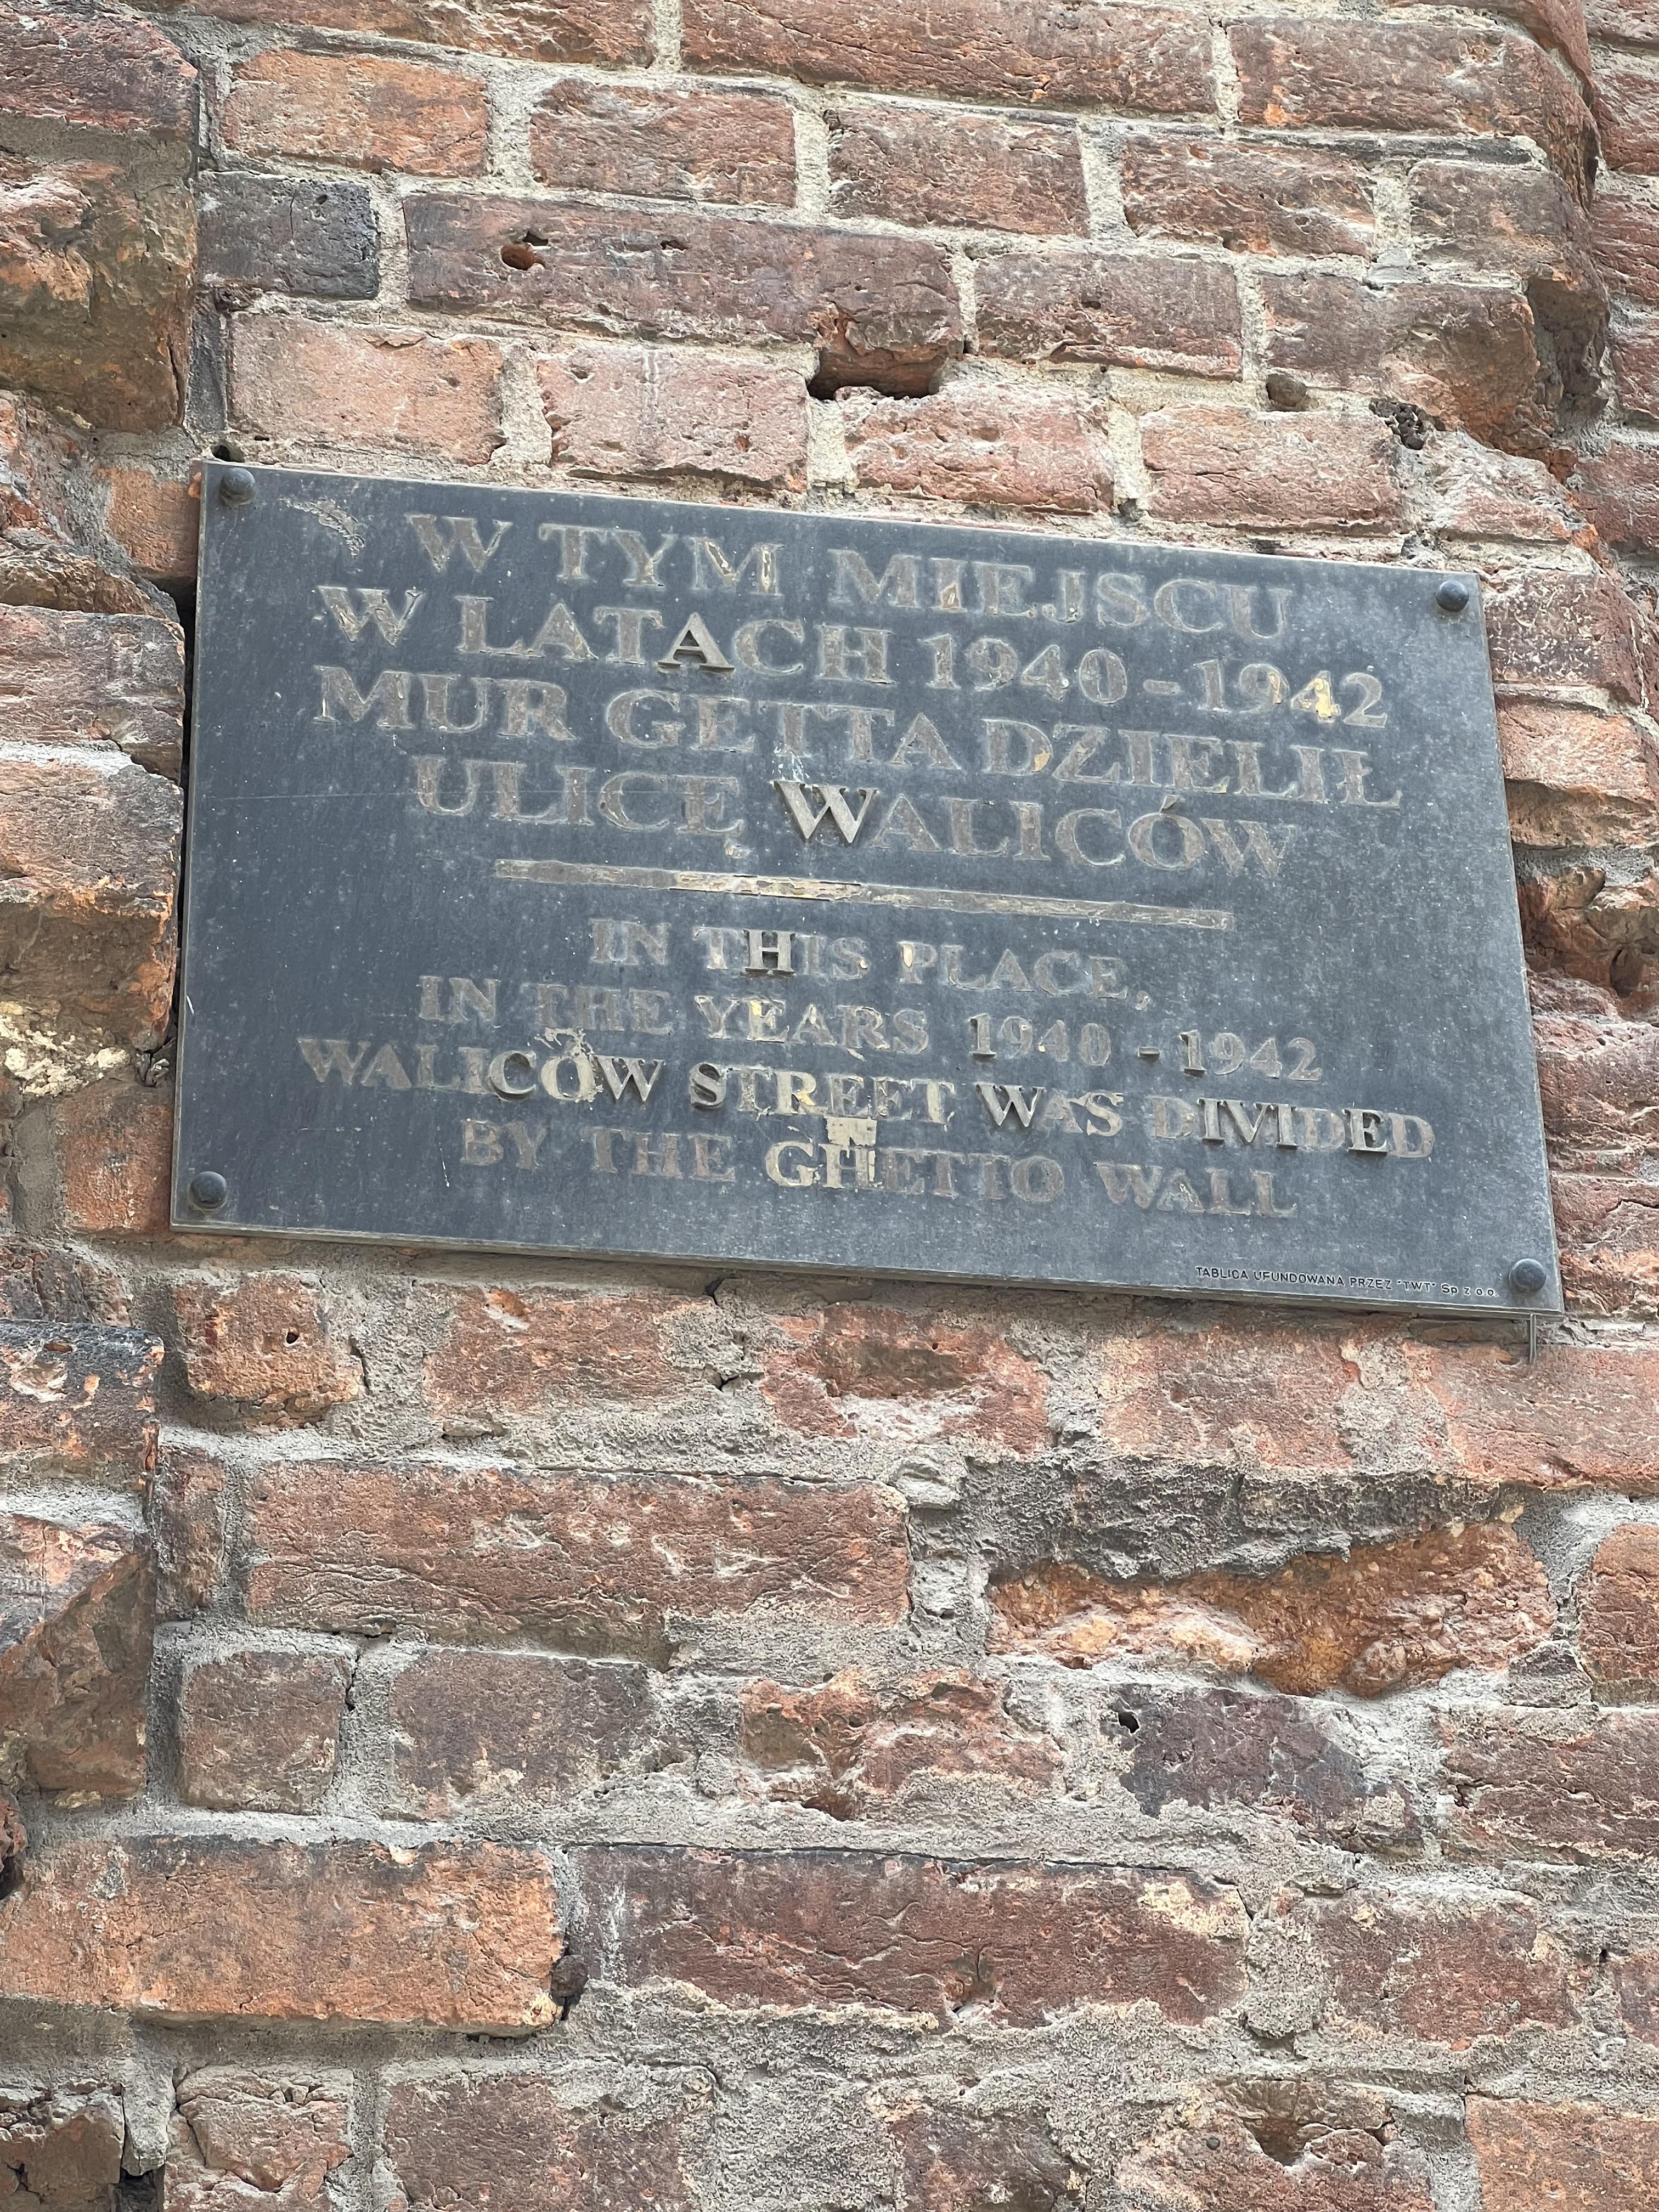 W TYM MIEJSCU
W LATACH 1940-1942
MUR GETTA DZIELIŁ
ULICĘ WALICÓW
IN THIS PLACE,
IN THE YEARS 1940 - 1942
WALICÓW STREET WAS DIVIDED
BY THE GHETTO WALL
TABLICA UFUNDOWANA PRZEZ "TWT" Sp z o.o.